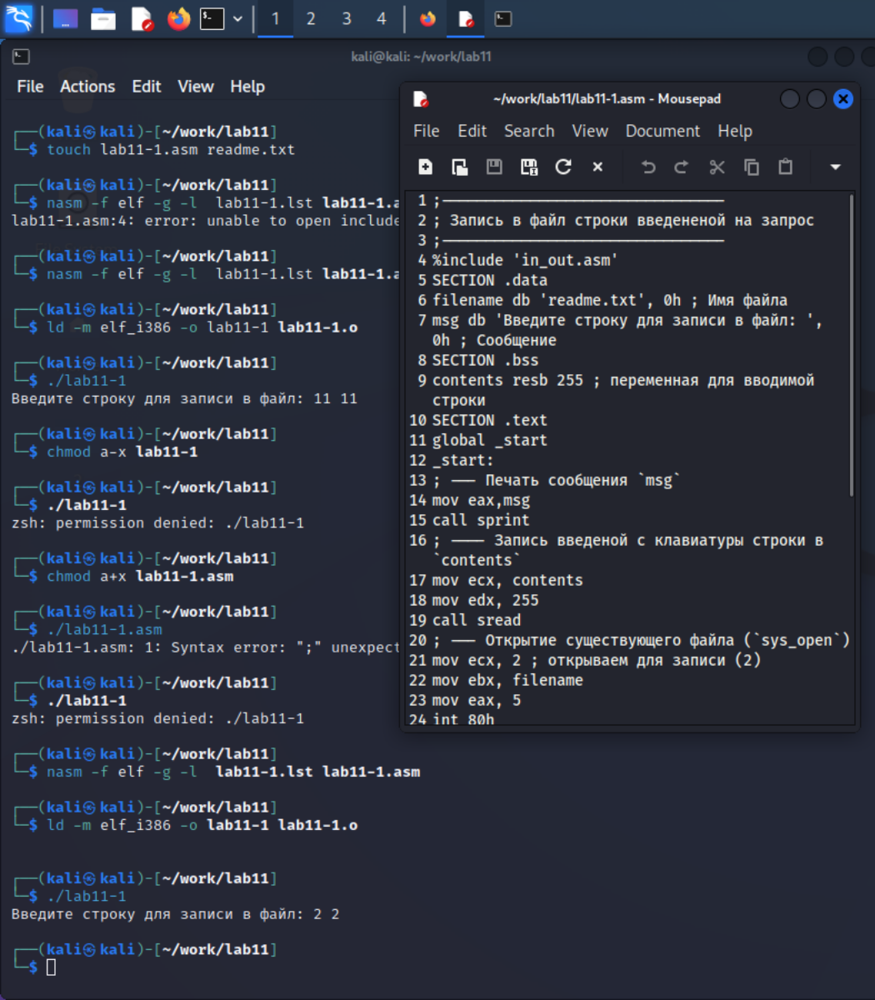 1 2 3 4
kali@kali: ~/work/lab11
File Actions Edit View Help
(kali㉿kali)-[~/work/lab11]
$ touch lab11-1.asm readme.txt
(kali㉿kali)-[~/work/lab11]
$ nasm -f elf -g -l  lab11-1.lst lab11-1.a
lab11-1.asm:4: error: unable to open include
(kali㉿kali)-[~/work/lab11]
$ nasm -f elf -g -l  lab11-1.lst lab11-1.a
(kali㉿kali)-[~/work/lab11]
$ ld -m elf_i386 -o lab11-1 lab11-1.o
(kali㉿kali)-[~/work/lab11]
$ ./lab11-1
Введите строку для записи в файл: 11 11
(kali㉿kali)-[~/work/lab11]
$ chmod a-x lab11-1
(kali㉿kali)-[~/work/lab11]
$ ./lab11-1
zsh: permission denied: ./lab11-1
(kali㉿kali)-[~/work/lab11]
$ chmod a+x lab11-1.asm
(kali㉿kali)-[~/work/lab11]
$ ./lab11-1.asm
./lab11-1.asm: 1: Syntax error: ";" unexpect
(kali㉿kali)-[~/work/lab11]
$ ./lab11-1
zsh: permission denied: ./lab11-1
(kali㉿kali)-[~/work/lab11]
$ nasm -f elf -g -l  lab11-1.lst lab11-1.asm
(kali㉿kali)-[~/work/lab11]
$ ld -m elf_i386 -o lab11-1 lab11-1.o
(kali㉿kali)-[~/work/lab11]
$ ./lab11-1
Введите строку для записи в файл: 2 2
(kali㉿kali)-[~/work/lab11]
$
~/work/lab11/lab11-1.asm - Mousepad
File Edit Search View Document Help
1 ;--------------------------------
2 ; Запись в файл строки введененой на запрос
3 ;--------------------------------
4 %include 'in_out.asm'
5 SECTION .data
6 filename db 'readme.txt', 0h ; Имя файла
7 msg db 'Введите строку для записи в файл: ',
0h ; Сообщение
8 SECTION .bss
9 contents resb 255 ; переменная для вводимой
строки
10 SECTION .text
11 global _start
12 _start:
13 ; --- Печать сообщения `msg`
14 mov eax,msg
15 call sprint
16 ; ---- Запись введеной с клавиатуры строки в
`contents`
17 mov ecx, contents
18 mov edx, 255
19 call sread
20 ; --- Открытие существующего файла (`sys_open`)
21 mov ecx, 2 ; открываем для записи (2)
22 mov ebx, filename
23 mov eax, 5
24 int 80h